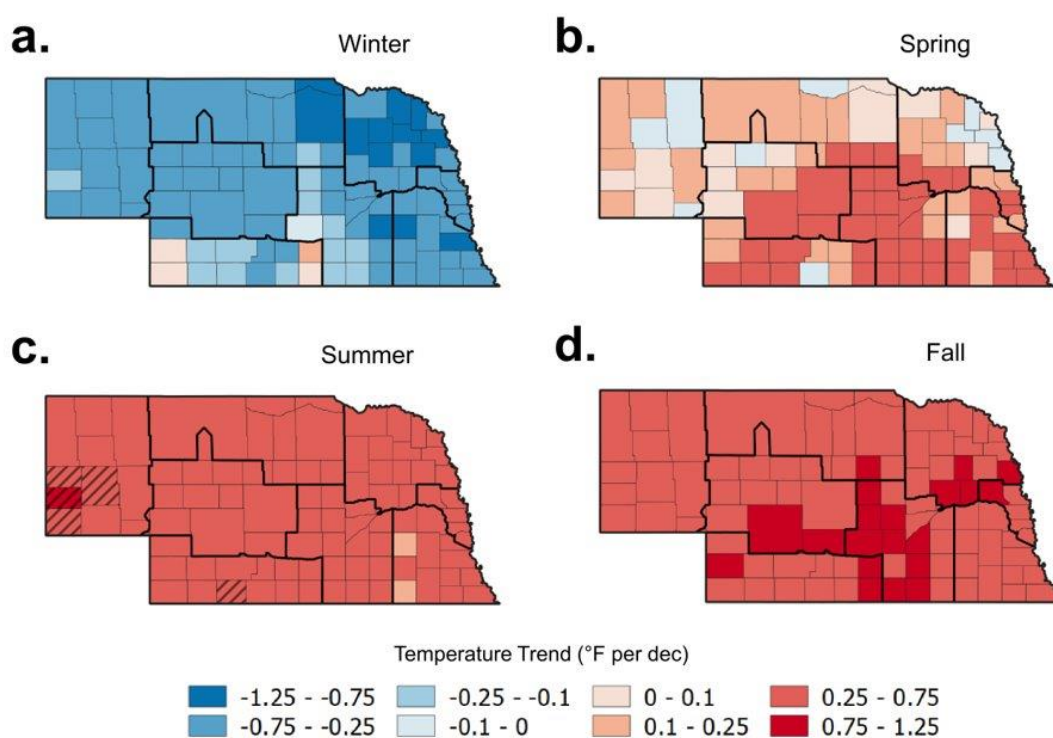 a. Winter
b. Spring
c. Summer
d. Fall
Temperature Trend (°F per dec)
-1.25 - -0.75 -0.25 - -0.1 0 - 0.1 0.25 - 0.75
-0.75 - -0.25 -0.1 - 0 0.1 - 0.25 0.75 - 1.25